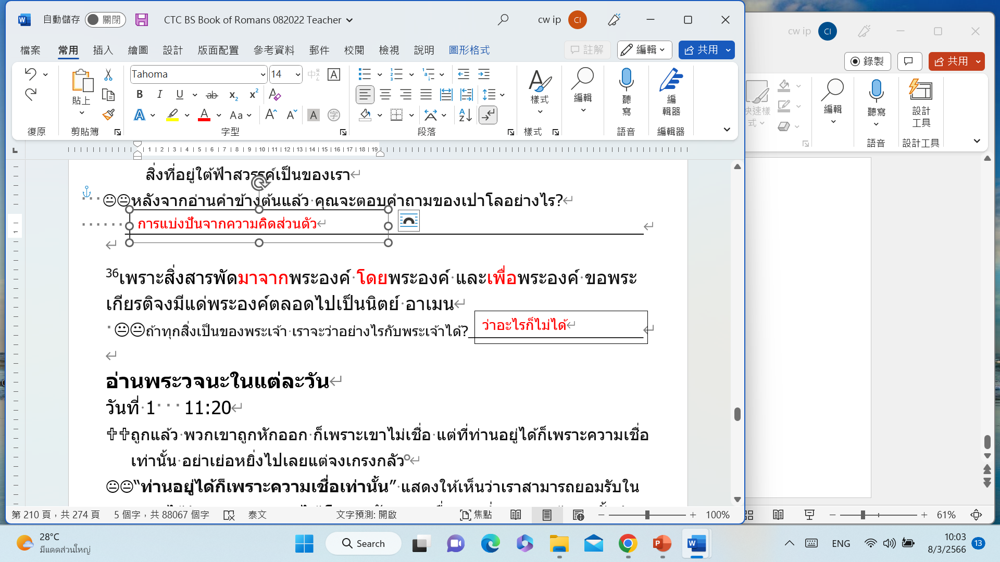 自動儲存 關閉 CTC BS Book of Romans 082022 Teacher cw ip CI
cw ip CI
檔案 常用 插入 繪圖 設計 版面配置 參考資料 郵件 校閱 檢視 說明 圖形格式 註解 編輯 共用
錄製 共用
Tahoma 14
貼上 樣式 編輯 聽寫 編輯器
復原 剪貼簿 字型 段落 樣式 語音 編輯器
快速樣式 編輯 聽寫 設計工具
語音 設計工具
1 2 3 4 5 6 7 8 9 10 11 12 13 14 15 16 17 18 19
สิ่งที่อยู่ใต้ฟ้าสวรรค์เป็นของเรา
หลังจากอ่านคำข้างต้นแล้ว คุณจะตอบคำถามของเปาโลอย่างไร?
การแบ่งปันจากความคิดส่วนตัว
36เพราะสิ่งสารพัดมาจากพระองค์ โดยพระองค์ และเพื่อพระองค์ ขอพระ
เกียรติจงมีแด่พระองค์ตลอดไปเป็นนิตย์ อาเมน
ถ้าทุกสิ่งเป็นของพระเจ้า เราจะว่าอย่างไรกับพระเจ้าได้? ว่าอะไรก็ไม่ได้
อ่านพระวจนะในแต่ละวัน
วันที่ 1 11:20
ถูกแล้ว พวกเขาถูกหักออก ก็เพราะเขาไม่เชื่อ แต่ที่ท่านอยู่ได้ก็เพราะความเชื่อ
เท่านั้น อย่าเย่อหยิ่งไปเลยแต่จงเกรงกลัว
“ท่านอยู่ได้ก็เพราะความเชื่อเท่านั้น” แสดงให้เห็นว่าเราสามารถยอมรับใน
第 210 頁，共 274 頁 5 個字，共 88067 個字 泰文 文字預測: 開啟 焦點 100%
61%
28°C
มีแดดส่วนใหญ่
Search
ENG
10:03
8/3/2566
13